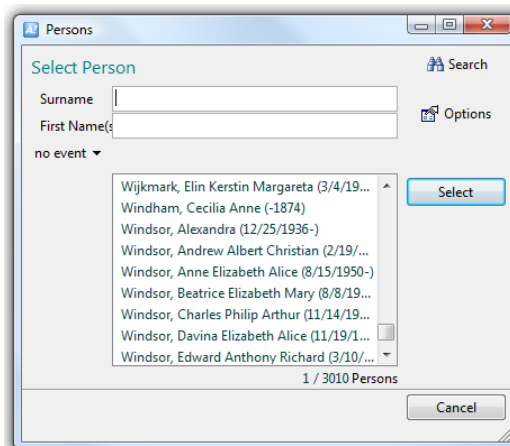 Persons
Select Person
Search
Surname
Options
First Name(s
no event
Wijkmark, Elin Kerstin Margareta (3/4/19...
Windham, Cecilia Anne (-1874)
Select
Windsor, Alexandra (12/25/1936-)
Windsor, Andrew Albert Christian (2/19/...
Windsor, Anne Elizabeth Alice (8/15/1950-)
Windsor, Beatrice Elizabeth Mary (8/8/19...
Windsor, Charles Philip Arthur (11/14/19...
Windsor, Davina Elizabeth Alice (11/19/1...
Windsor, Edward Anthony Richard (3/10/...
1 / 3010 Persons
Cancel